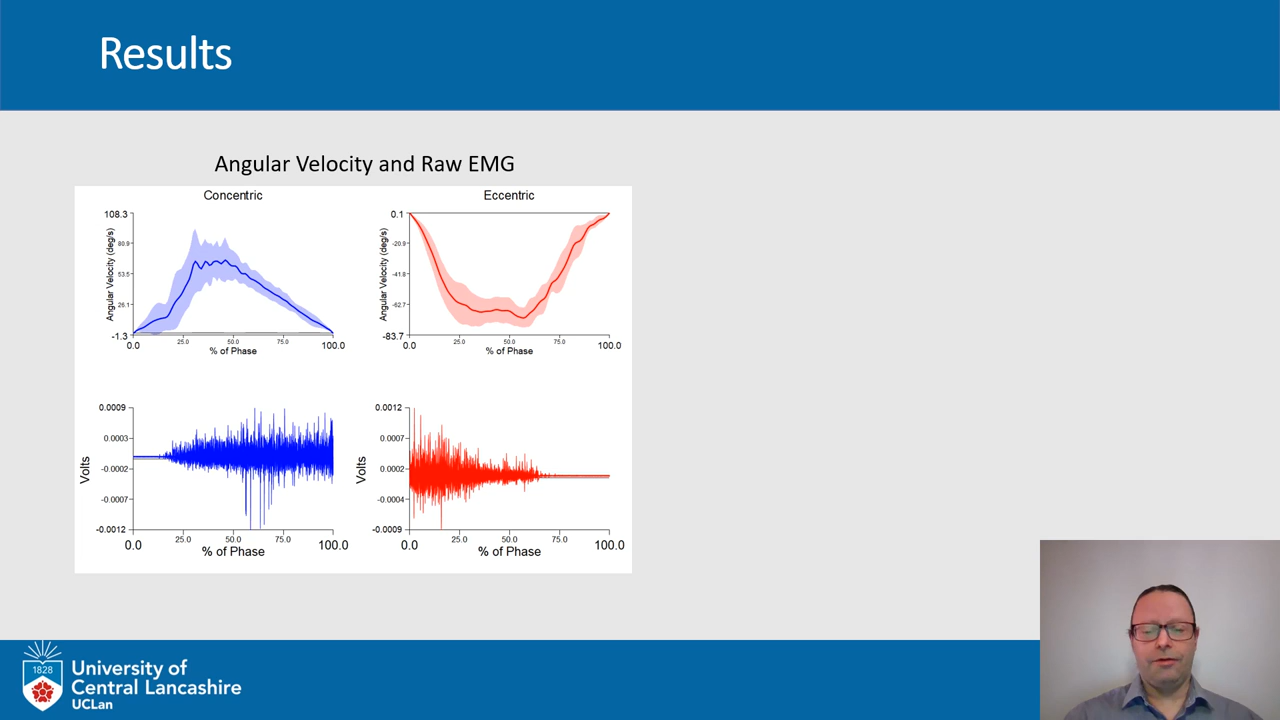 Results
Angular Velocity and Raw EMG
Concentric
Eccentric
108.3
80.9
53.5
26.1
-1.3
Angular Velocity (deg/s)
0.0
25.0
50.0
75.0
100.0
% of Phase
0.1
-20.9
-41.8
-62.7
-83.7
Angular Velocity (deg/s)
0.0
25.0
50.0
75.0
100.0
% of Phase
0.0009
0.0003
-0.0002
-0.0007
-0.0012
Volts
0.0
25.0
50.0
75.0
100.0
% of Phase
0.0012
0.0007
0.0002
-0.0004
-0.0009
Volts
0.0
25.0
50.0
75.0
100.0
% of Phase
1828
University of
Central Lancashire
UCLan